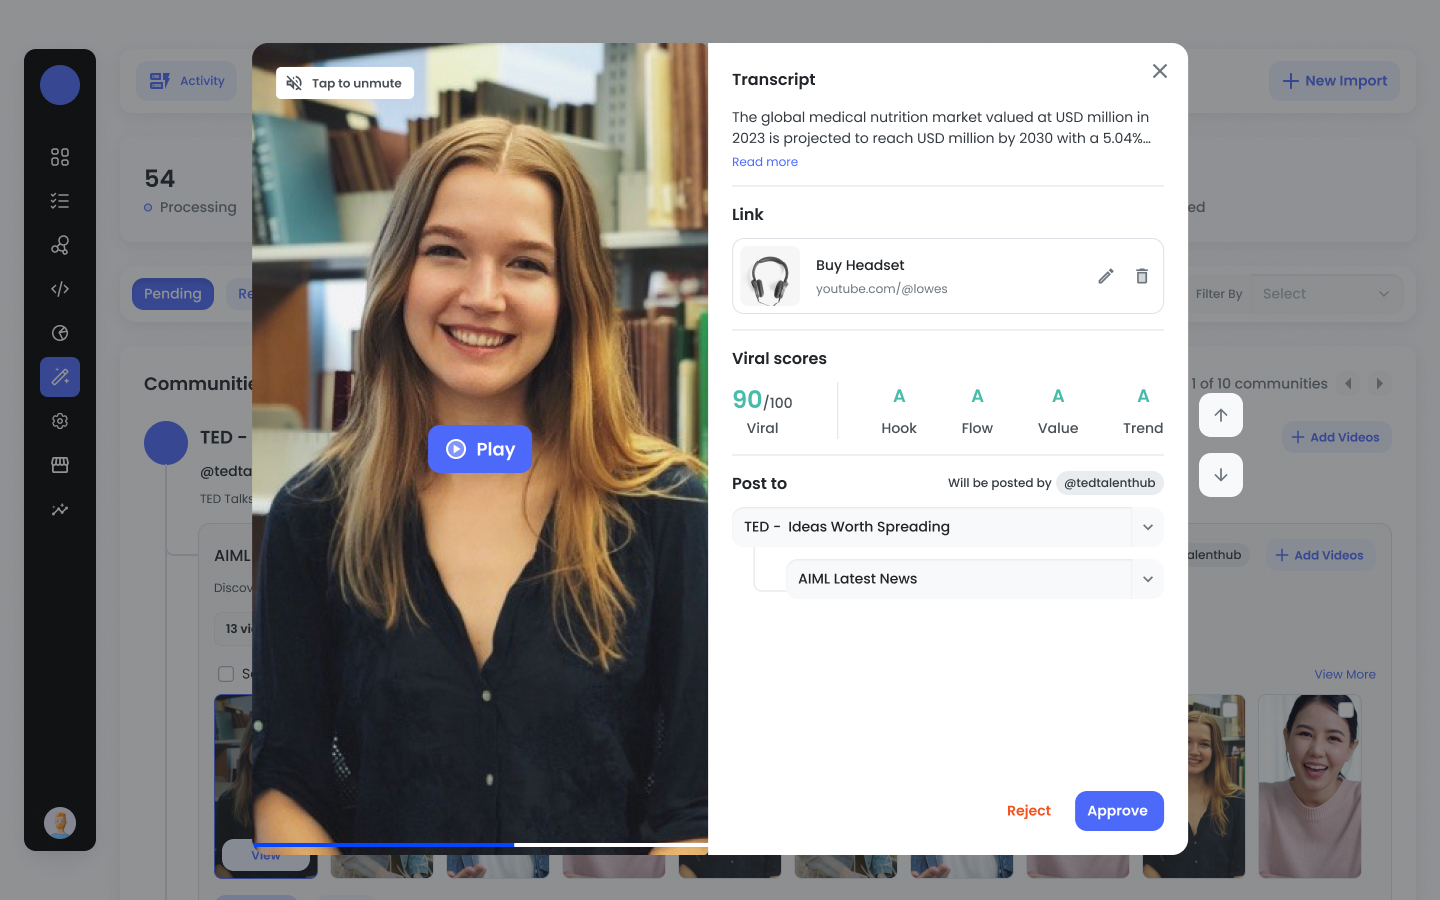 Activity
New Import
54
Processing
ed
Pending
Re
Filter By
Select
Communitie
1 of 10 communities
TED -
@tedta
TED Talks
Add Videos
AIML
Discov
alenthub
Add Videos
13 vi
View More
View
Tap to unmute
Play
Transcript
The global medical nutrition market valued at USD million in
2023 is projected to reach USD million by 2030 with a 5.04%...
Read more
Link
Buy Headset
youtube.com/@lowes
Viral scores
90/100
Viral
A
Hook
A
Flow
A
Value
A
Trend
Post to
Will be posted by @tedtalenthub
TED - Ideas Worth Spreading
AIML Latest News
Reject
Approve